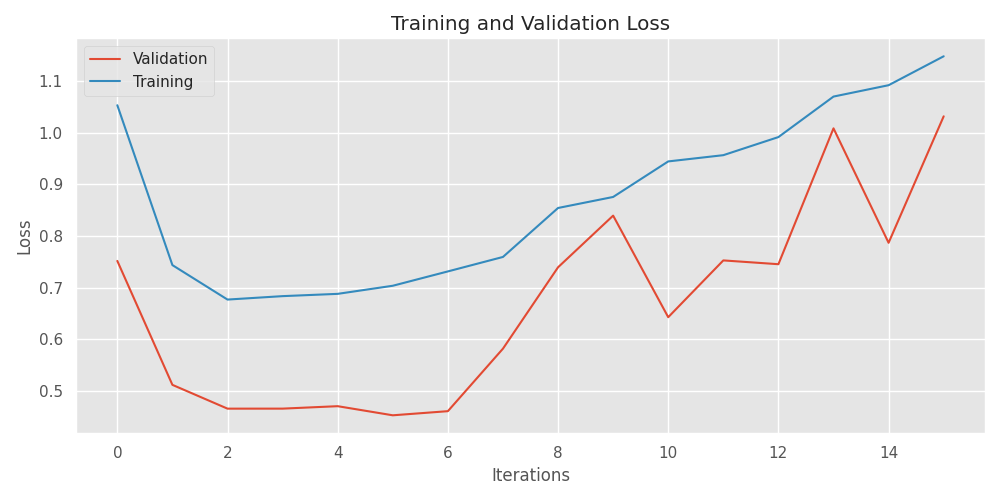 Training and Validation Loss
Validation
Training
1.1
1.0
0.9
0.8
0.7
0.6
0.5
Loss
0 2 4 6 8 10 12 14
Iterations